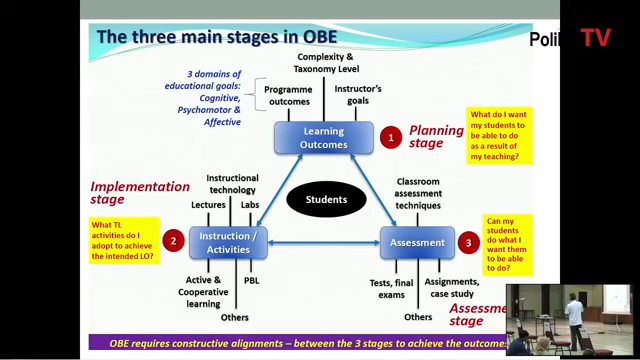 The three main stages in OBE
Polit TV
Complexity &
Taxonomy Level
3 domains of
educational goals:
Cognitive,
Psychomotor &
Affective
Programme
outcomes
Instructor's
goals
Learning
Outcomes
1
Planning
stage
What do I want
my students to
be able to do
as a result of
my teaching?
Implementation
stage
Instructional
technology
Lectures
Labs
Students
Classroom
assessment
techniques
What TL
activities do I
adopt to achieve
the intended LO?
2
Instruction /
Activities
Assessment
3
Can my
students do
what I want
them to be
able to do?
Active &
Cooperative
learning
PBL
Others
Tests, final
exams
Assignments,
case study
Others
Assessme
stage
OBE requires constructive alignments – between the 3 stages to achieve the outcome